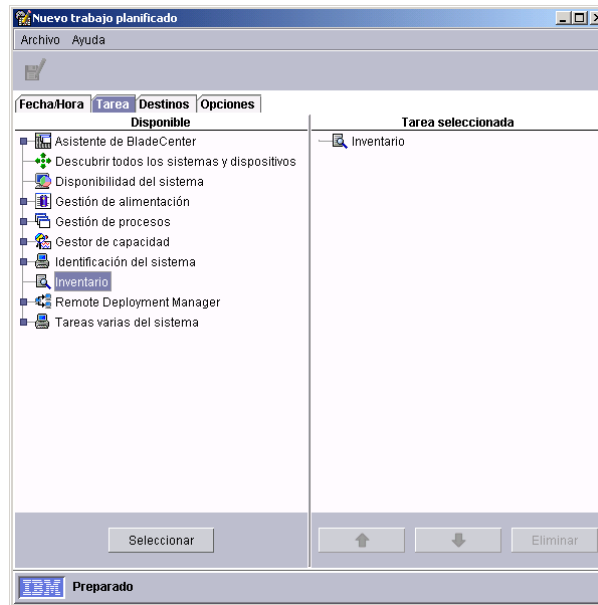 Nuevo trabajo planificado
Archivo Ayuda
Fecha/Hora Tarea Destinos Opciones
Disponible
Asistente de BladeCenter
Descubrir todos los sistemas y dispositivos
Disponibilidad del sistema
Gestión de alimentación
Gestión de procesos
Gestor de capacidad
Identificación del sistema
Inventario
Remote Deployment Manager
Tareas varias del sistema
Seleccionar
Tarea seleccionada
Inventario
Eliminar
IBM Preparado